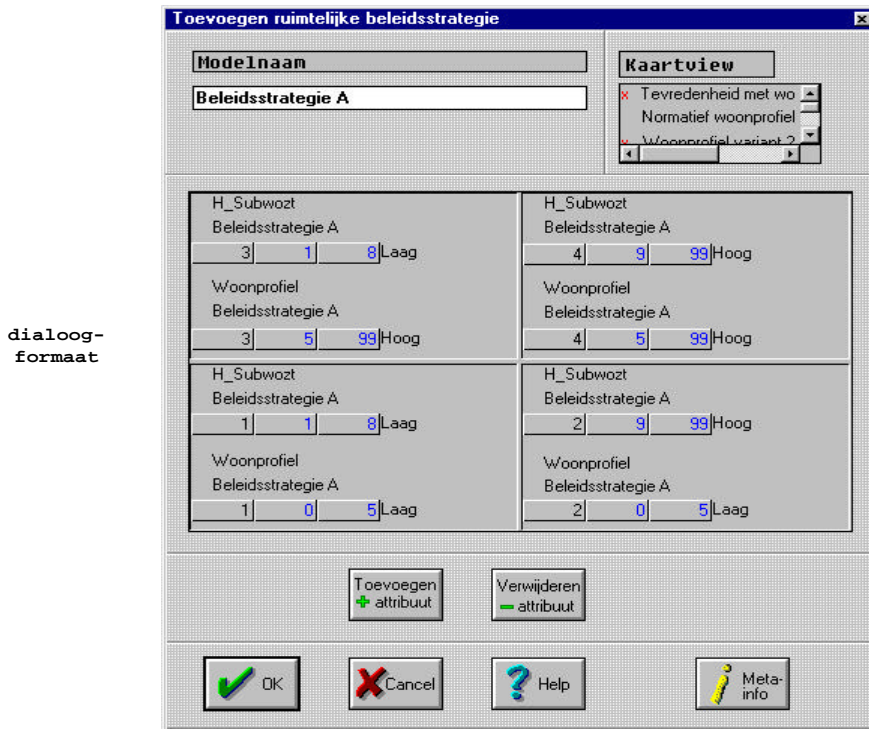 Toevoegen ruimtelijke beleidsstrategie
Modelnaam
Beleidsstrategie A
Kaartview
x Tevredenheid met wo
Normatief woonprofiel
x Woonprofiel variant 2
dialoog-
formaat
H_Subwozt
Beleidsstrategie A
3 1 8 Laag
Woonprofiel
Beleidsstrategie A
3 5 99 Hoog
H_Subwozt
Beleidsstrategie A
4 9 99 Hoog
Woonprofiel
Beleidsstrategie A
4 5 99 Hoog
H_Subwozt
Beleidsstrategie A
1 1 8 Laag
Woonprofiel
Beleidsstrategie A
1 0 5 Laag
H_Subwozt
Beleidsstrategie A
2 9 99 Hoog
Woonprofiel
Beleidsstrategie A
2 0 5 Laag
Toevoegen
+ attribuut
Verwijderen
- attribuut
OK
Cancel
? Help
i Meta-
info